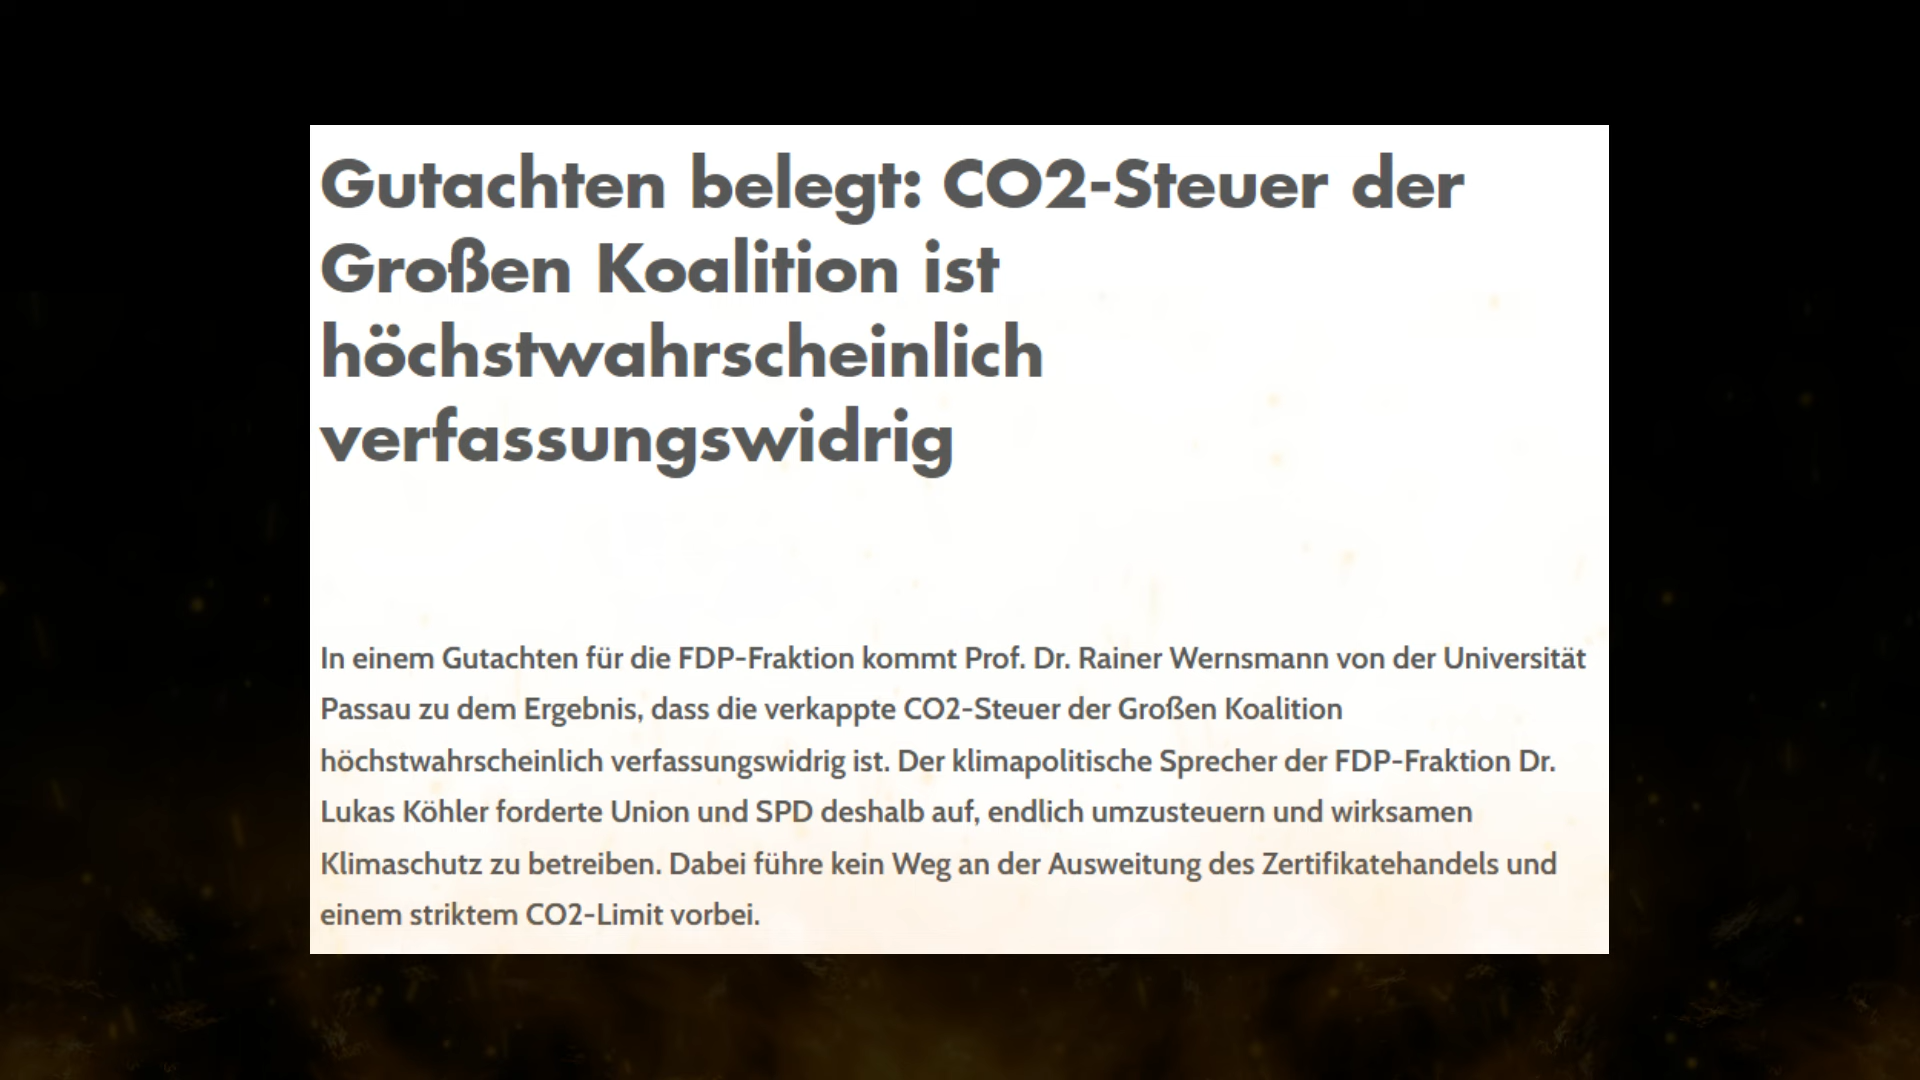 Gutachten belegt: CO2-Steuer der
Großen Koalition ist
höchstwahrscheinlich
verfassungswidrig
In einem Gutachten für die FDP-Fraktion kommt Prof. Dr. Rainer Wernsmann von der Universität
Passau zu dem Ergebnis, dass die verkappte CO2-Steuer der Großen Koalition
höchstwahrscheinlich verfassungswidrig ist. Der klimapolitische Sprecher der FDP-Fraktion Dr.
Lukas Köhler forderte Union und SPD deshalb auf, endlich umzusteuern und wirksamen
Klimaschutz zu betreiben. Dabei führe kein Weg an der Ausweitung des Zertifikatehandels und
einem striktem CO2-Limit vorbei.